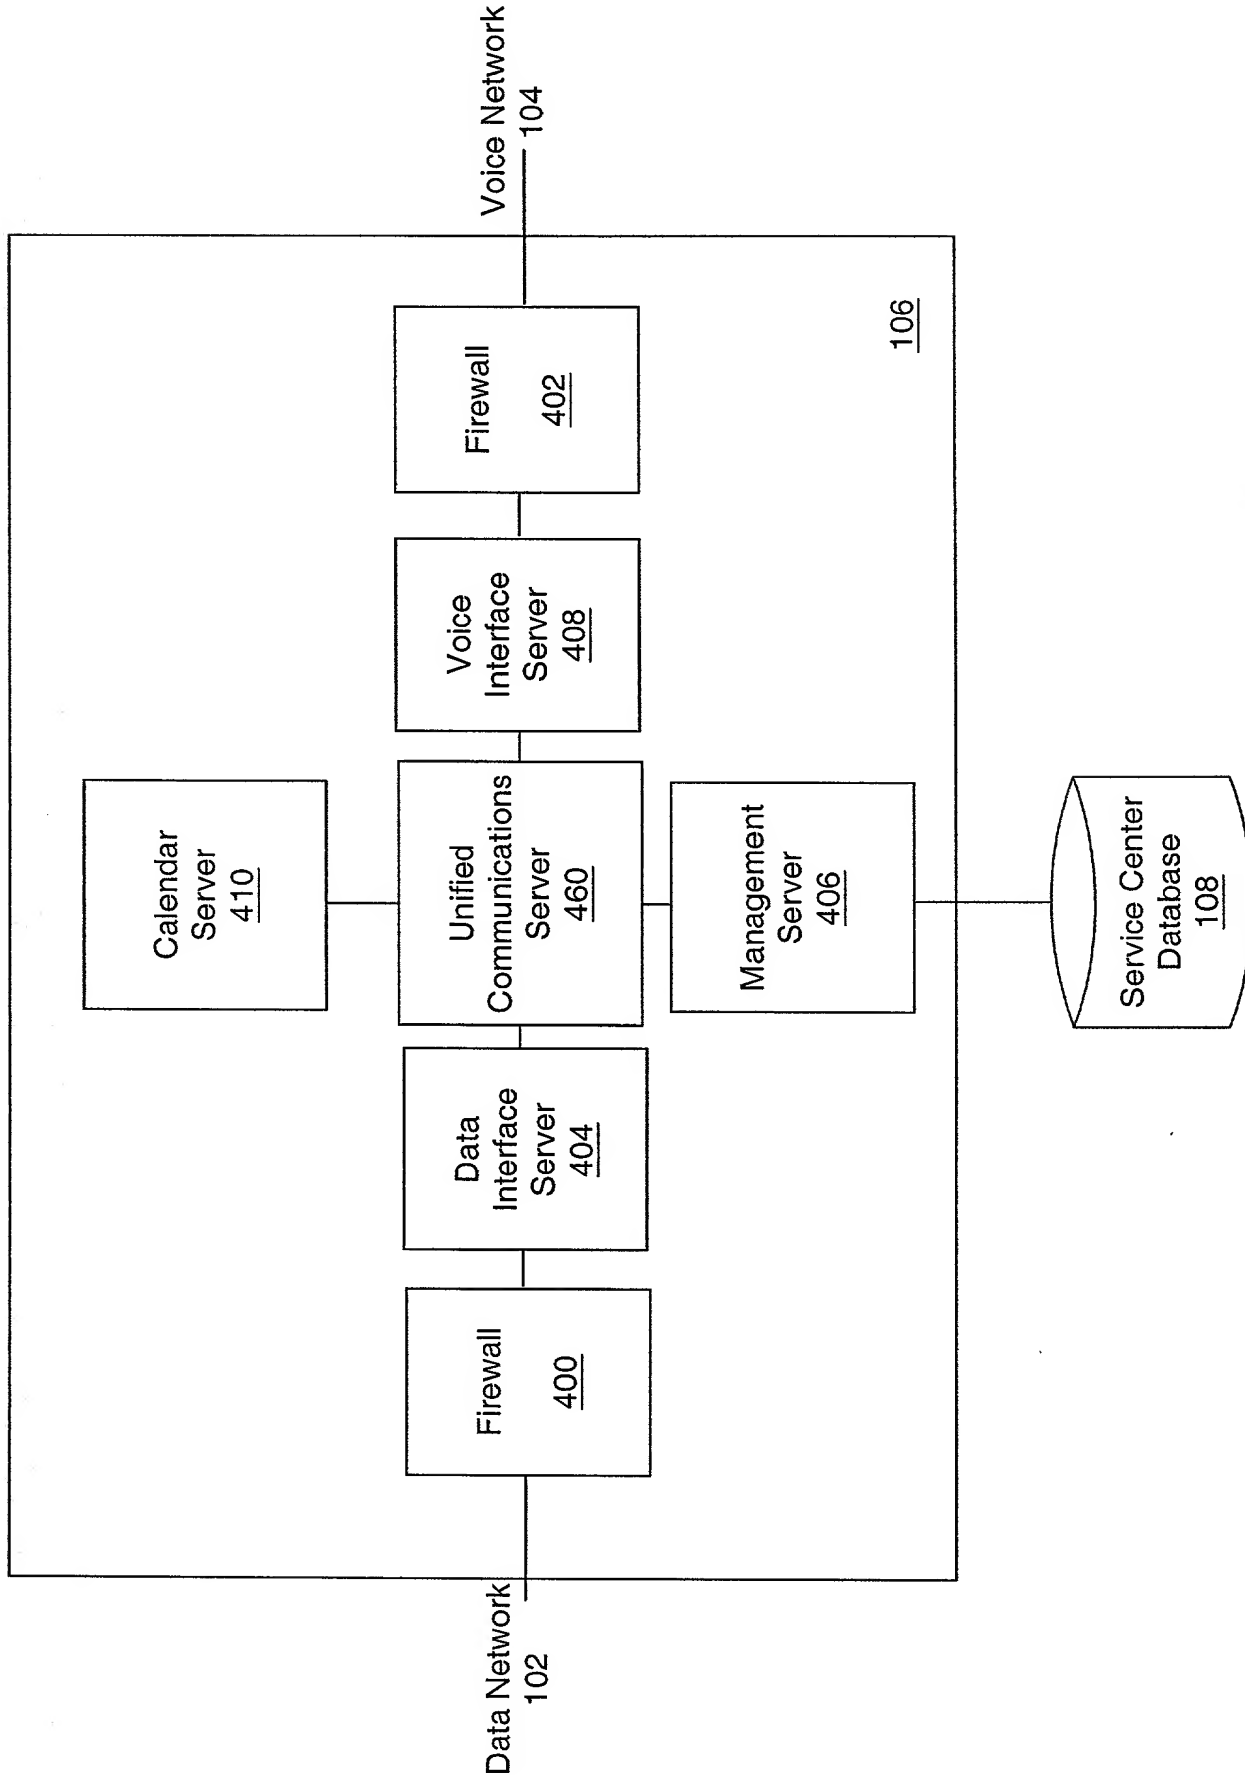 Calendar
Server
410
Data Network
102
Firewall
400
Data
Interface
Server
404
Unified
Communications
Server
460
Voice
Interface
Server
408
Firewall
402
Voice Network
104
Management
Server
406
106
Service Center
Database
108